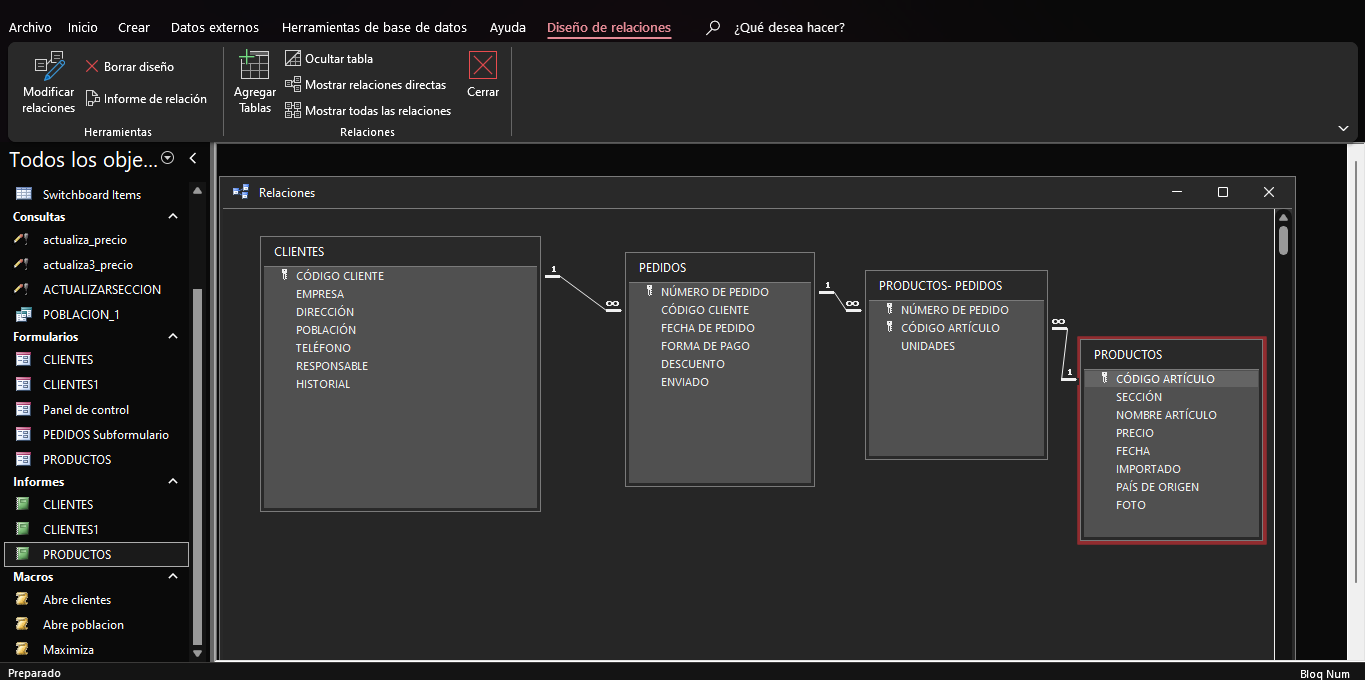 Archivo Inicio Crear Datos externos Herramientas de base de datos Ayuda Diseño de relaciones ¿Qué desea hacer?
Modificar relaciones
Borrar diseño
Informe de relación
Herramientas
Agregar Tablas
Ocultar tabla
Mostrar relaciones directas
Mostrar todas las relaciones
Cerrar
Relaciones
Todos los obje...
Switchboard Items
Consultas
actualiza_precio
actualiza3_precio
ACTUALIZARSECCION
POBLACION_1
Formularios
CLIENTES
CLIENTES1
Panel de control
PEDIDOS Subformulario
PRODUCTOS
Informes
CLIENTES
CLIENTES1
PRODUCTOS
Macros
Abre clientes
Abre poblacion
Maximiza
Relaciones
CLIENTES
CÓDIGO CLIENTE
EMPRESA
DIRECCIÓN
POBLACIÓN
TELÉFONO
RESPONSABLE
HISTORIAL
1 ∞
PEDIDOS
NÚMERO DE PEDIDO
CÓDIGO CLIENTE
FECHA DE PEDIDO
FORMA DE PAGO
DESCUENTO
ENVIADO
1 ∞
PRODUCTOS- PEDIDOS
NÚMERO DE PEDIDO
CÓDIGO ARTÍCULO
UNIDADES
∞ 1
PRODUCTOS
CÓDIGO ARTÍCULO
SECCIÓN
NOMBRE ARTÍCULO
PRECIO
FECHA
IMPORTADO
PAÍS DE ORIGEN
FOTO
Preparado
Bloq Num